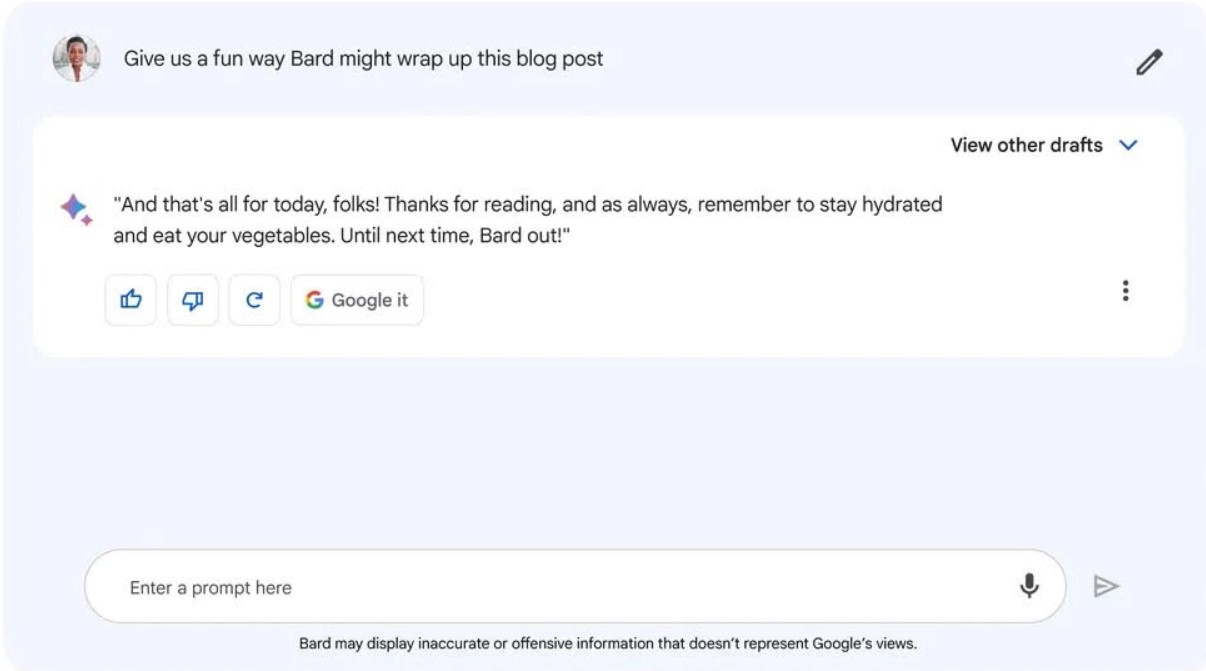 Give us a fun way Bard might wrap up this blog post
View other drafts
"And that's all for today, folks! Thanks for reading, and as always, remember to stay hydrated
and eat your vegetables. Until next time, Bard out!"
Google it
Enter a prompt here
Bard may display inaccurate or offensive information that doesn't represent Google's views.